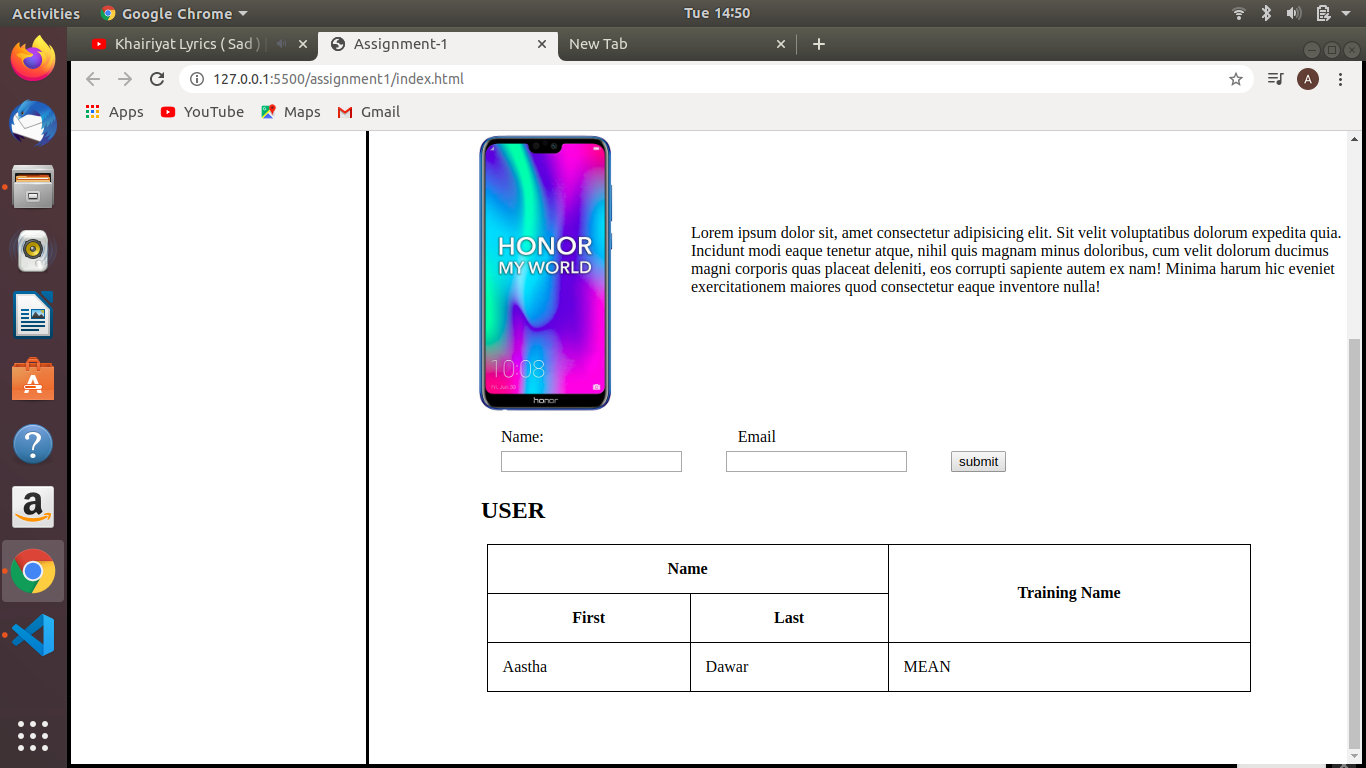 Activities Google Chrome Tue 14:50
Khairiyat Lyrics ( Sad ) Assignment-1 New Tab
127.0.0.1:5500/assignment1/index.html A
Apps YouTube Maps Gmail
HONOR
MY WORLD
10:08
honor
Lorem ipsum dolor sit, amet consectetur adipisicing elit. Sit velit voluptatibus dolorum expedita quia.
Incidunt modi eaque tenetur atque, nihil quis magnam minus doloribus, cum velit dolorum ducimus
magni corporis quas placeat deleniti, eos corrupti sapiente autem ex nam! Minima harum hic eveniet
exercitationem maiores quod consectetur eaque inventore nulla!
Name: Email
submit
USER
Name Training Name
First Last
Aastha Dawar MEAN